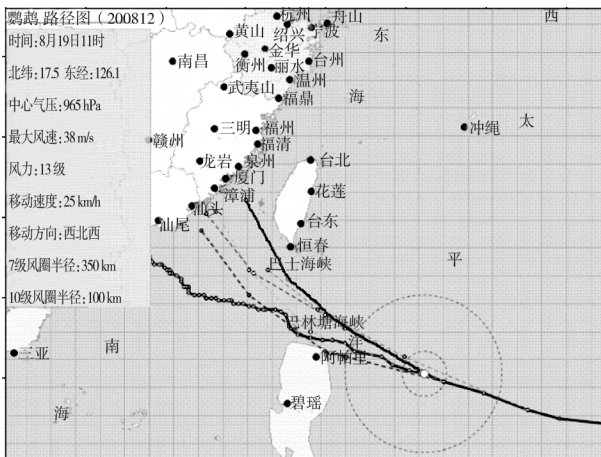 鹦鹉 路径图(200812)
时间:8月19日11时
北纬:17.5 东经:126.1
中心气压:965 hPa
最大风速:38 m/s
风力:13级
移动速度:25 km/h
移动方向:西北西
7级风圈半径:350 km
10级风圈半径:100 km
杭州
舟山
西
黄山
绍兴
宁波
东
金华
衡州
南昌
丽水
台州
温州
武夷山
福鼎
海
太
三明
福州
冲绳
赣州
福清
龙岩
泉州
台北
厦门
漳浦
花莲
汕头
汕尾
台东
恒春
平
巴士海峡
巴林塘海峡
洋
南
三亚
阿帕里
碧瑶
海